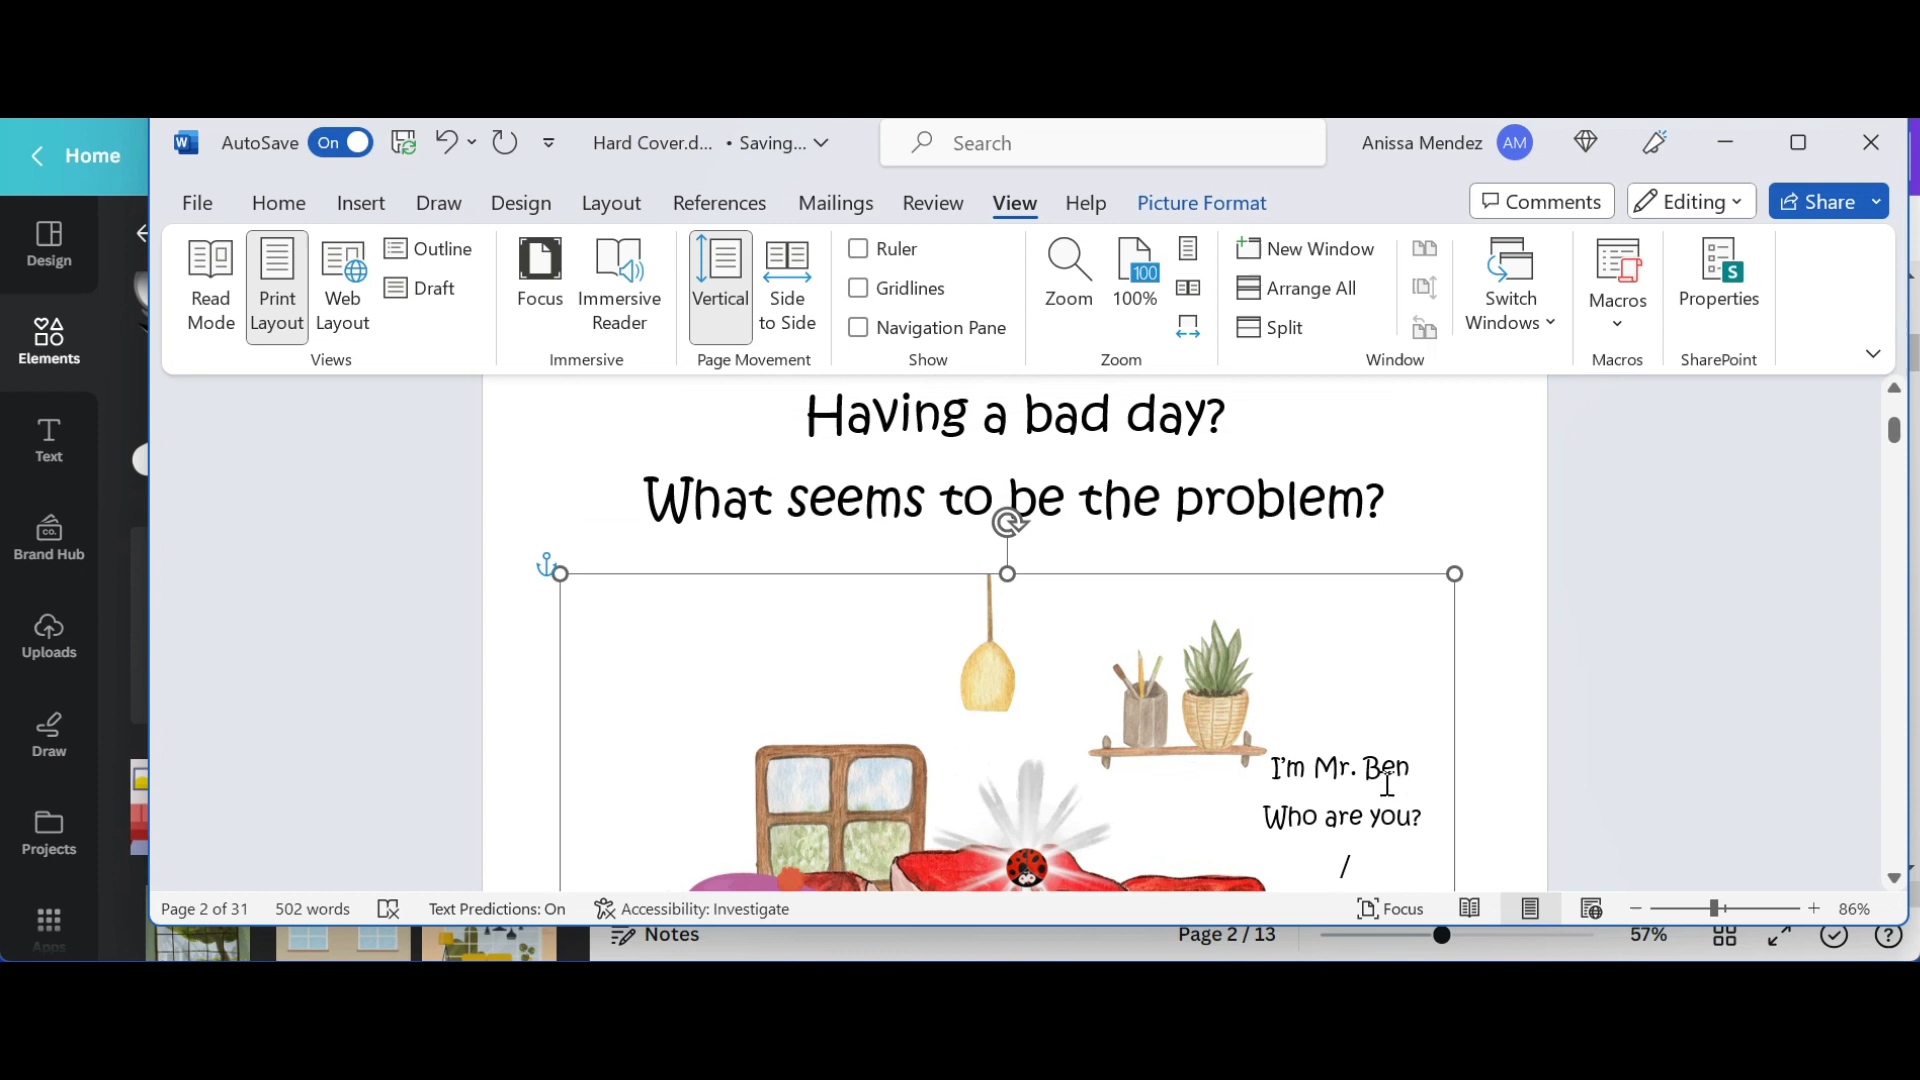 Home
AutoSave On Hard Cover.d... • Saving... Search Anissa Mendez AM
File Home Insert Draw Design Layout References Mailings Review View Help Picture Format Comments Editing Share
Read Mode
Print Layout
Web Layout
Outline
Draft
Views
Focus
Immersive Reader
Immersive
Vertical
Side to Side
Page Movement
Ruler
Gridlines
Navigation Pane
Show
Zoom
100
100%
Zoom
New Window
Arrange All
Split
Switch Windows
Window
Macros
Macros
S
Properties
SharePoint
Design
Elements
Text
CO.
Brand Hub
Uploads
Draw
Projects
Apps
Having a bad day?
What seems to be the problem?
I'm Mr. Ben
Who are you?
/
Page 2 of 31 502 words Text Predictions: On Accessibility: Investigate Focus 86%
Notes Page 2 / 13 57%